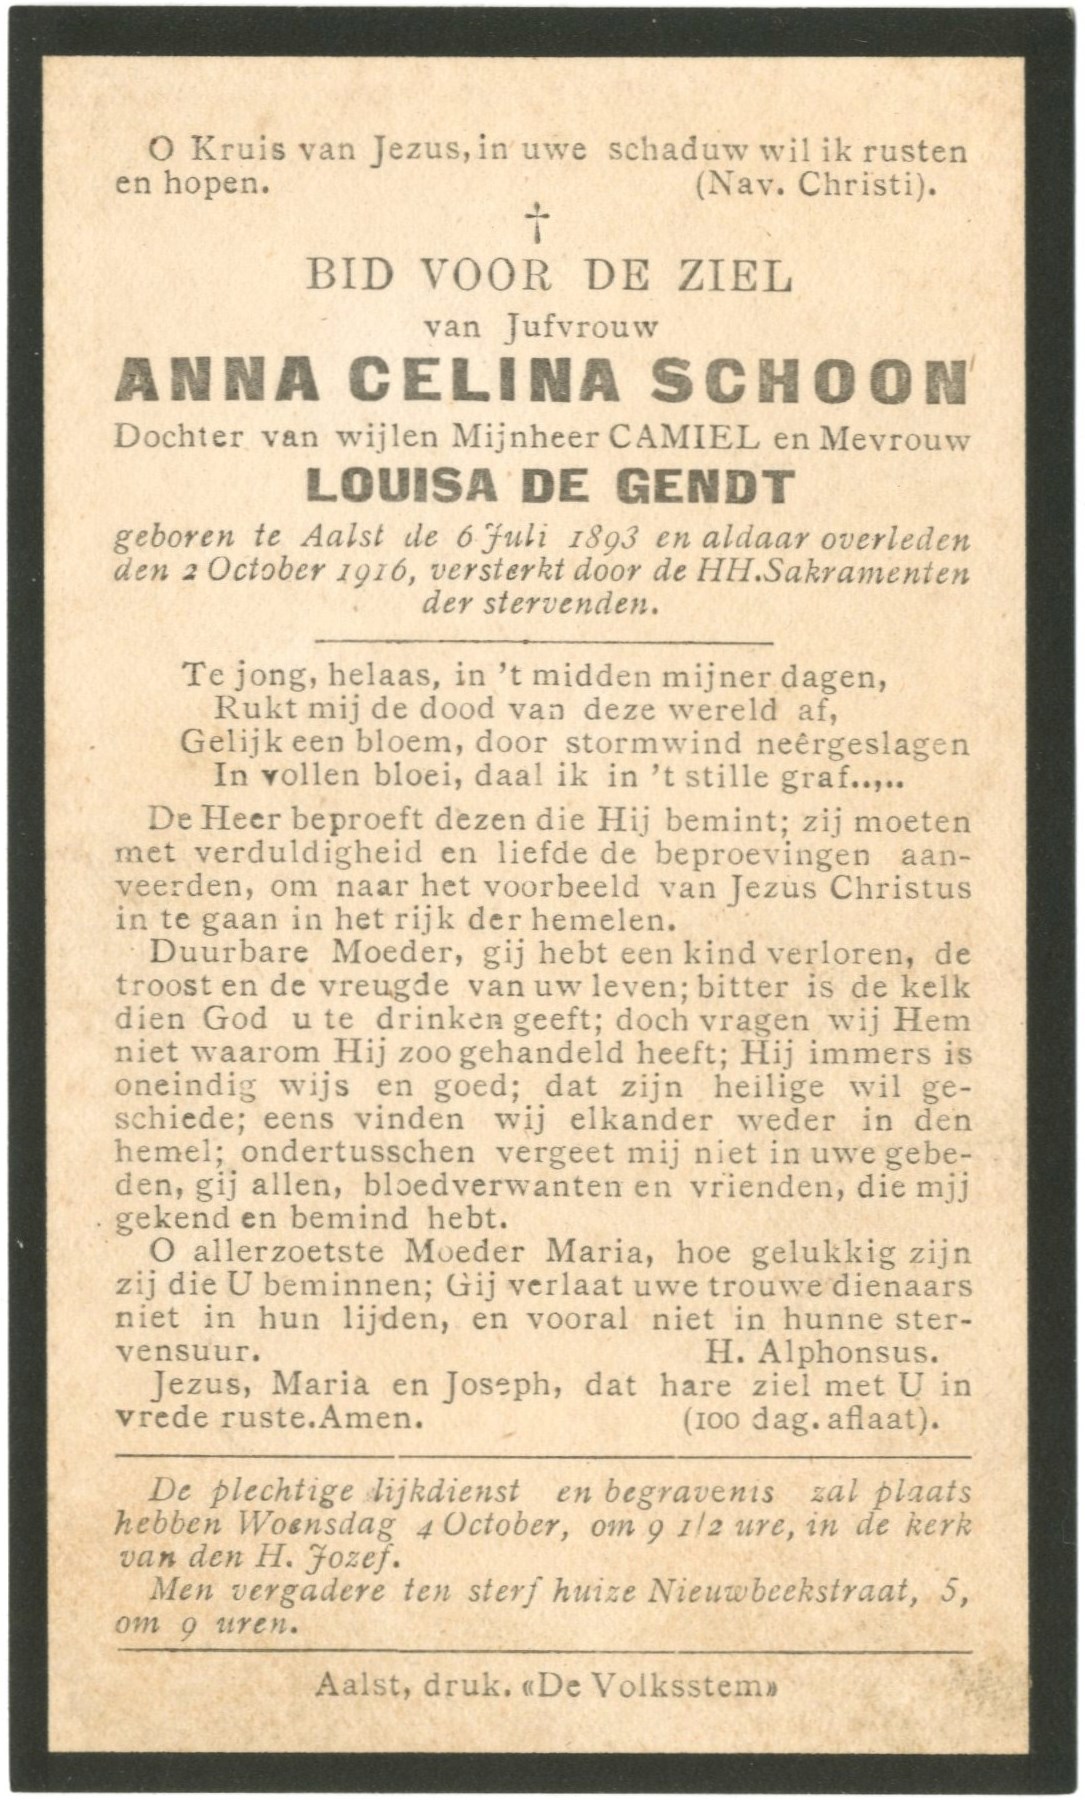 O Kruis van Jezus, in uwe schaduw wil ik rusten
en hopen. (Nav. Christi).
†
BID VOOR DE ZIEL
van Jufvrouw
ANNA CELINA SCHOON
Dochter van wijlen Mijnheer CAMIEL en Mevrouw
LOUISA DE GENDT
geboren te Aalst de 6 Juli 1893 en aldaar overleden
den 2 October 1916, versterkt door de HH. Sakramenten
der stervenden.
Te jong, helaas, in 't midden mijner dagen,
Rukt mij de dood van deze wereld af,
Gelijk een bloem, door stormwind neêrgeslagen
In vollen bloei, daal ik in 't stille graf..,..
De Heer beproeft dezen die Hij bemint; zij moeten
met verduldigheid en liefde de beproevingen aan-
veerden, om naar het voorbeeld van Jezus Christus
in te gaan in het rijk der hemelen.
Duurbare Moeder, gij hebt een kind verloren, de
troost en de vreugde van uw leven; bitter is de kelk
dien God u te drinken geeft; doch vragen wij Hem
niet waarom Hij zoo gehandeld heeft; Hij immers is
oneindig wijs en goed; dat zijn heilige wil ge-
schiede; eens vinden wij elkander weder in den
hemel; ondertusschen vergeet mij niet in uwe gebe-
den, gij allen, bloedverwanten en vrienden, die mjj
gekend en bemind hebt.
O allerzoetste Moeder Maria, hoe gelukkig zijn
zij die U beminnen; Gij verlaat uwe trouwe dienaars
niet in hun lijden, en vooral niet in hunne ster-
vensuur. H. Alphonsus.
Jezus, Maria en Joseph, dat hare ziel met U in
vrede ruste. Amen. (100 dag. aflaat).
De plechtige lijkdienst en begravenis zal plaats
hebben Woensdag 4 October, om 9 1/2 ure, in de kerk
van den H. Jozef.
Men vergadere ten sterf huize Nieuwbeekstraat, 5,
om 9 uren.
Aalst, druk. «De Volksstem»